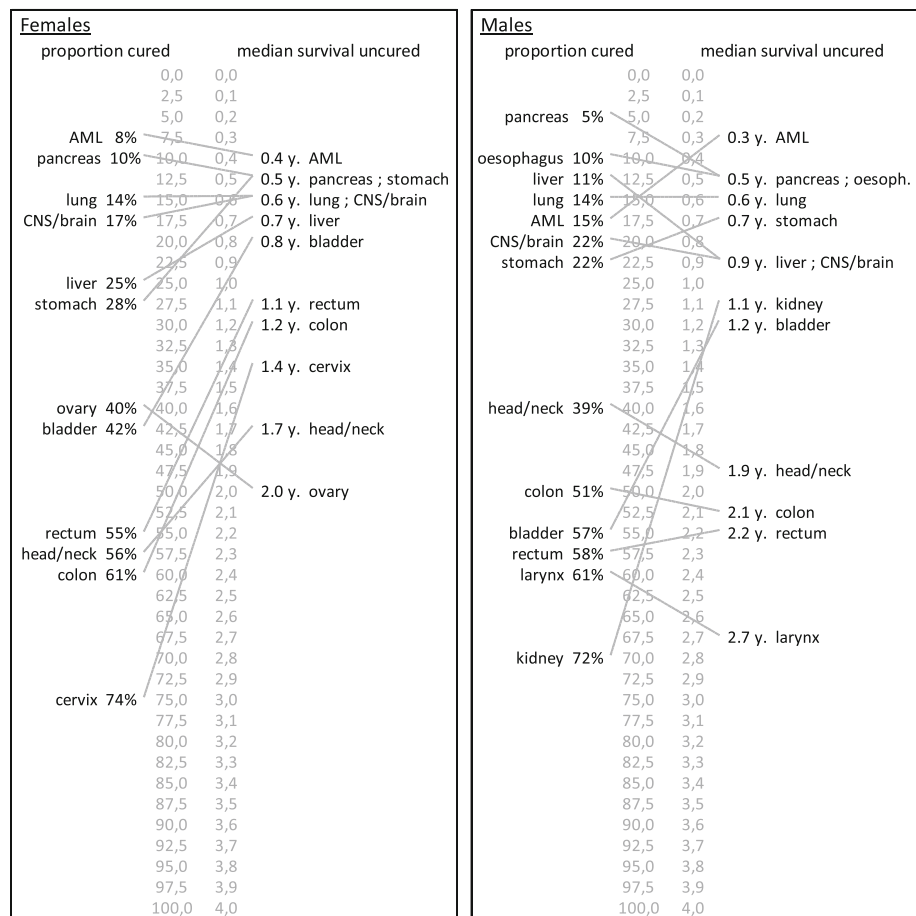 Females
proportion cured median survival uncured
0,0 0,0
2,5 0,1
5,0 0,2
AML 8% 7,5 0,3
pancreas 10% 10,0 0,4 0.4 y. AML
12,5 0,5 0.5 y. pancreas ; stomach
lung 14% 15,0 0,6 0.6 y. lung ; CNS/brain
CNS/brain 17% 17,5 0,7 0.7 y. liver
20,0 0,8 0.8 y. bladder
22,5 0,9
liver 25% 25,0 1,0
stomach 28% 27,5 1,1 1.1 y. rectum
30,0 1,2 1.2 y. colon
32,5 1,3
35,0 1,4 1.4 y. cervix
37,5 1,5
ovary 40% 40,0 1,6
bladder 42% 42,5 1,7 1.7 y. head/neck
45,0 1,8
47,5 1,9
50,0 2,0 2.0 y. ovary
52,5 2,1
rectum 55% 55,0 2,2
head/neck 56% 57,5 2,3
colon 61% 60,0 2,4
62,5 2,5
65,0 2,6
67,5 2,7
70,0 2,8
72,5 2,9
cervix 74% 75,0 3,0
77,5 3,1
80,0 3,2
82,5 3,3
85,0 3,4
87,5 3,5
90,0 3,6
92,5 3,7
95,0 3,8
97,5 3,9
100,0 4,0
Males
proportion cured median survival uncured
0,0 0,0
2,5 0,1
pancreas 5% 5,0 0,2
7,5 0,3 0.3 y. AML
oesophagus 10% 10,0 0,4
liver 11% 12,5 0,5 0.5 y. pancreas ; oesoph.
lung 14% 15,0 0,6 0.6 y. lung
AML 15% 17,5 0,7 0.7 y. stomach
CNS/brain 22% 20,0 0,8
stomach 22% 22,5 0,9 0.9 y. liver ; CNS/brain
25,0 1,0
27,5 1,1 1.1 y. kidney
30,0 1,2 1.2 y. bladder
32,5 1,3
35,0 1,4
37,5 1,5
head/neck 39% 40,0 1,6
42,5 1,7
45,0 1,8
47,5 1,9 1.9 y. head/neck
colon 51% 50,0 2,0
52,5 2,1 2.1 y. colon
bladder 57% 55,0 2,2 2.2 y. rectum
rectum 58% 57,5 2,3
larynx 61% 60,0 2,4
62,5 2,5
65,0 2,6
67,5 2,7 2.7 y. larynx
kidney 72% 70,0 2,8
72,5 2,9
75,0 3,0
77,5 3,1
80,0 3,2
82,5 3,3
85,0 3,4
87,5 3,5
90,0 3,6
92,5 3,7
95,0 3,8
97,5 3,9
100,0 4,0